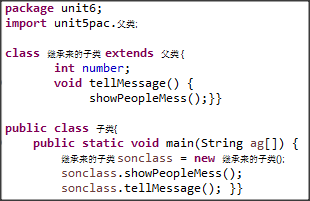 package unit6;
import unit5pac.父类;
class 继承来的子类 extends 父类{
int number;
void tellMessage() {
showPeopleMess();}}
public class 子类{
public static void main(String ag[]) {
继承来的子类 sonclass = new 继承来的子类();
sonclass.showPeopleMess();
sonclass.tellMessage(); }}